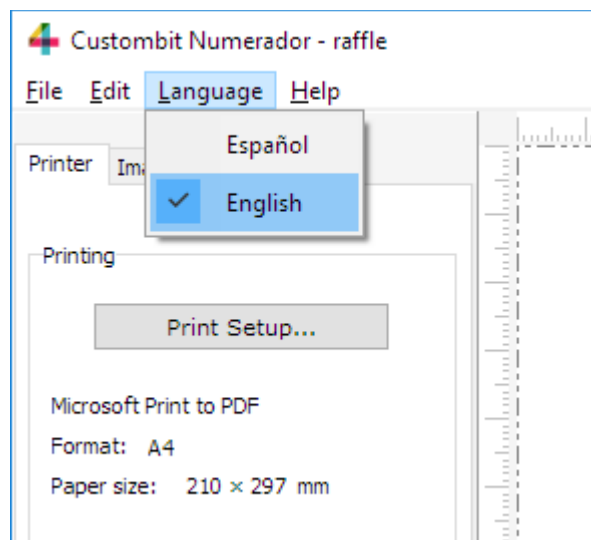 Custombit Numerador - raffle
File Edit Language Help
Español
English
Printer
Printing
Print Setup...
Microsoft Print to PDF
Format: A4
Paper size: 210 × 297 mm